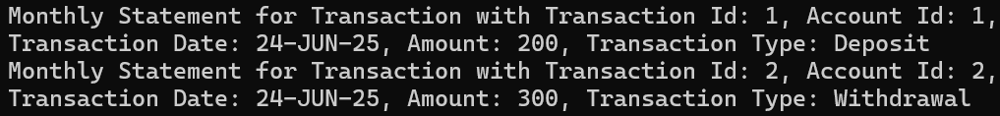 Monthly Statement for Transaction with Transaction Id: 1, Account Id: 1,
Transaction Date: 24-JUN-25, Amount: 200, Transaction Type: Deposit
Monthly Statement for Transaction with Transaction Id: 2, Account Id: 2,
Transaction Date: 24-JUN-25, Amount: 300, Transaction Type: Withdrawal